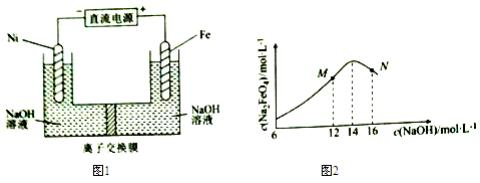 − 直流电源 +
Ni
Fe
NaOH
溶液
NaOH
溶液
离子交换膜
图1
c(Na₂FeO₄)/mol·L⁻¹
M
N
6
12 14 16
c(NaOH)/mol·L⁻¹
图2